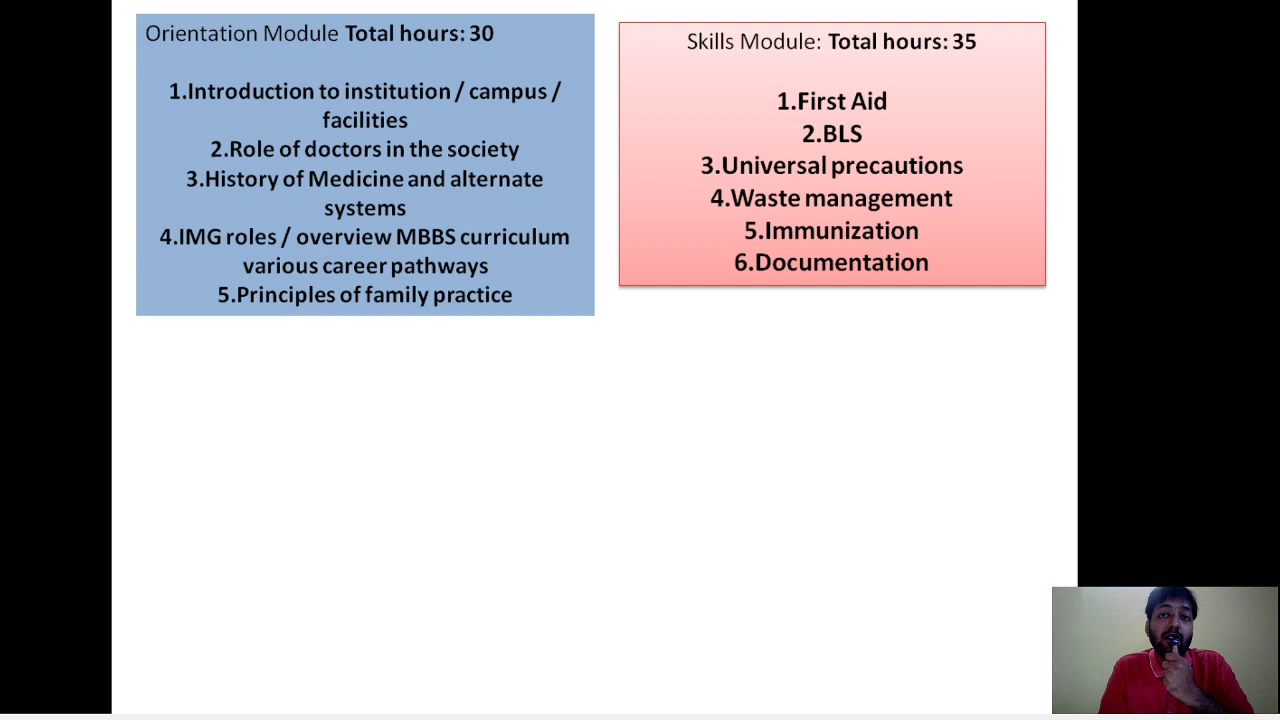 Orientation Module Total hours: 30
1.Introduction to institution / campus /
facilities
2.Role of doctors in the society
3.History of Medicine and alternate
systems
4.IMG roles / overview MBBS curriculum
various career pathways
5.Principles of family practice
Skills Module: Total hours: 35
1.First Aid
2.BLS
3.Universal precautions
4.Waste management
5.Immunization
6.Documentation